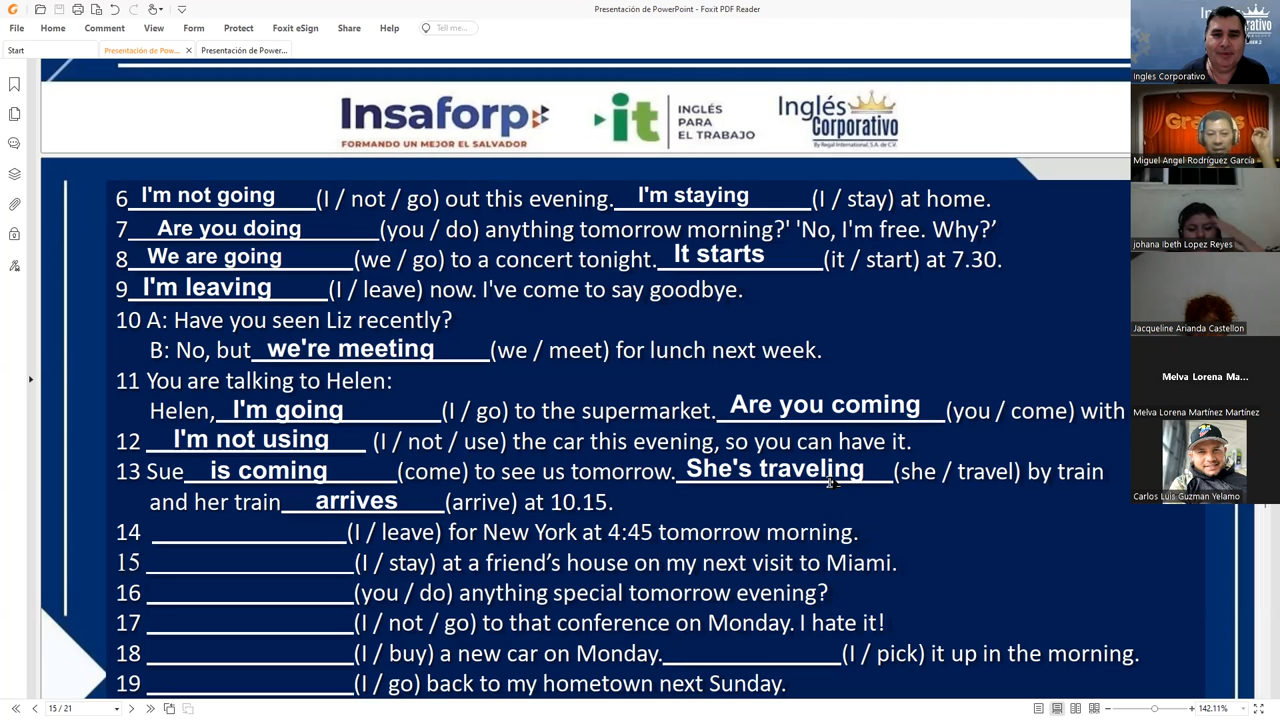 Presentación de PowerPoint - Foxit PDF Reader
File Home Comment View Form Protect Foxit eSign Share Help Tell me...
Start Presentación de Pow... × Presentación de Power...
Insaforp
FORMANDO UN MEJOR EL SALVADOR
it
INGLÉS
PARA
EL TRABAJO
Inglés
Corporativo
By Regal International, S.A. de C.V.
6 I'm not going (I / not / go) out this evening. I'm staying (I / stay) at home.
7 Are you doing (you / do) anything tomorrow morning?' 'No, I'm free. Why?’
8 We are going (we / go) to a concert tonight. It starts (it / start) at 7.30.
9 I'm leaving (I / leave) now. I've come to say goodbye.
10 A: Have you seen Liz recently?
B: No, but we're meeting (we / meet) for lunch next week.
11 You are talking to Helen:
Helen, I'm going (I / go) to the supermarket. Are you coming (you / come) with
12 I'm not using (I / not / use) the car this evening, so you can have it.
13 Sue is coming (come) to see us tomorrow. She's traveling (she / travel) by train
and her train arrives (arrive) at 10.15.
14 (I / leave) for New York at 4:45 tomorrow morning.
15 (I / stay) at a friend’s house on my next visit to Miami.
16 (you / do) anything special tomorrow evening?
17 (I / not / go) to that conference on Monday. I hate it!
18 (I / buy) a new car on Monday. (I / pick) it up in the morning.
19 (I / go) back to my hometown next Sunday.
15 / 21
142.11%
Ingles Corporativo
Miguel Angel Rodríguez García
johana Ibeth Lopez Reyes
Jacqueline Arianda Castellon
Melva Lorena Ma...
Melva Lorena Martínez Martínez
Carlos Luis Guzman Yelamo